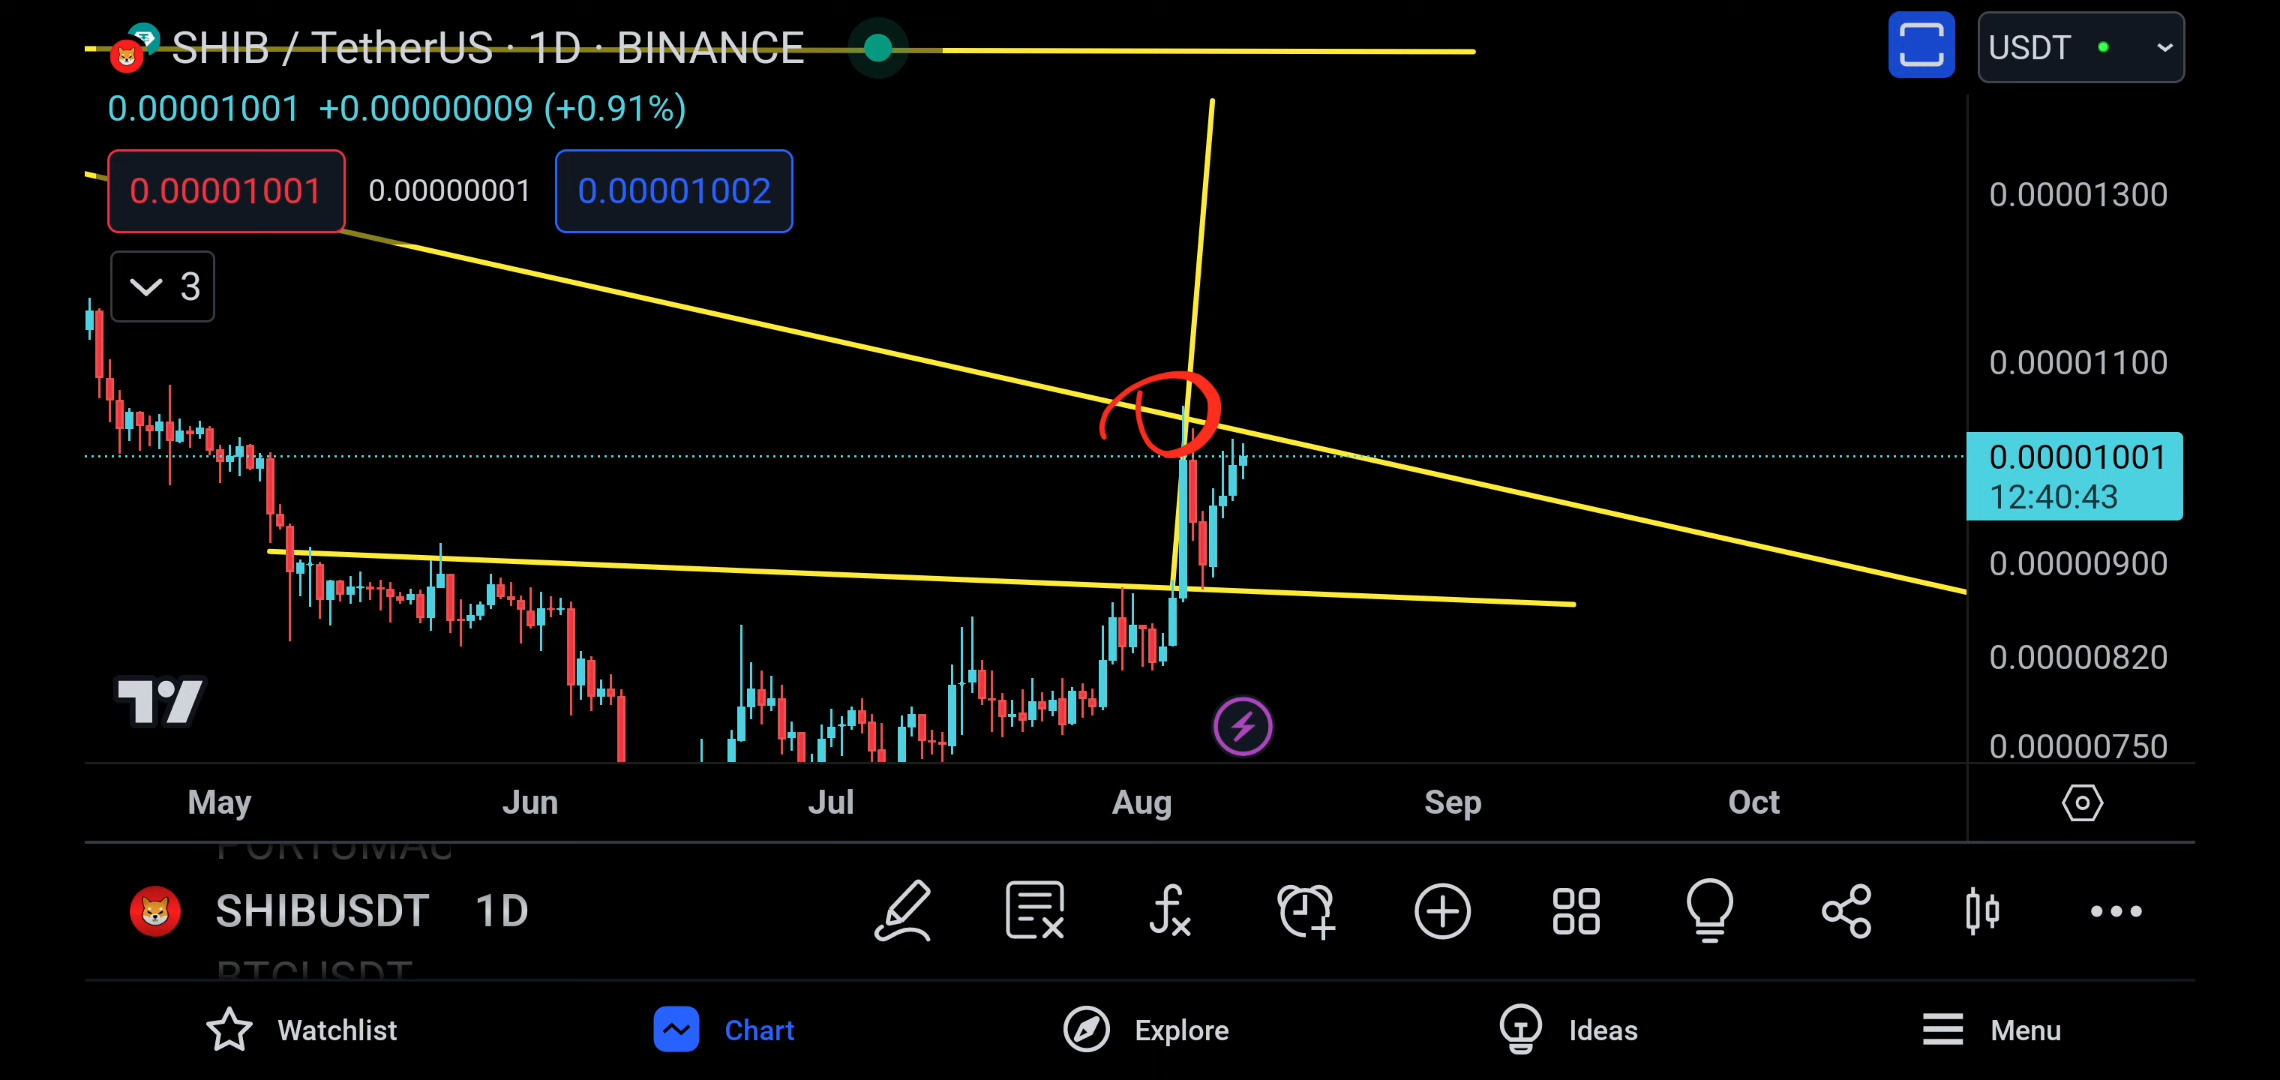 SHIB / TetherUS · 1D · BINANCE
USDT
0.00001001 +0.00000009 (+0.91%)
0.00001001 0.00000001 0.00001002
3
0.00001300
0.00001100
0.00001001
12:40:43
0.00000900
0.00000820
0.00000750
May Jun Jul Aug Sep Oct
SHIBUSDT 1D
BTCUSDT
Watchlist Chart Explore Ideas Menu